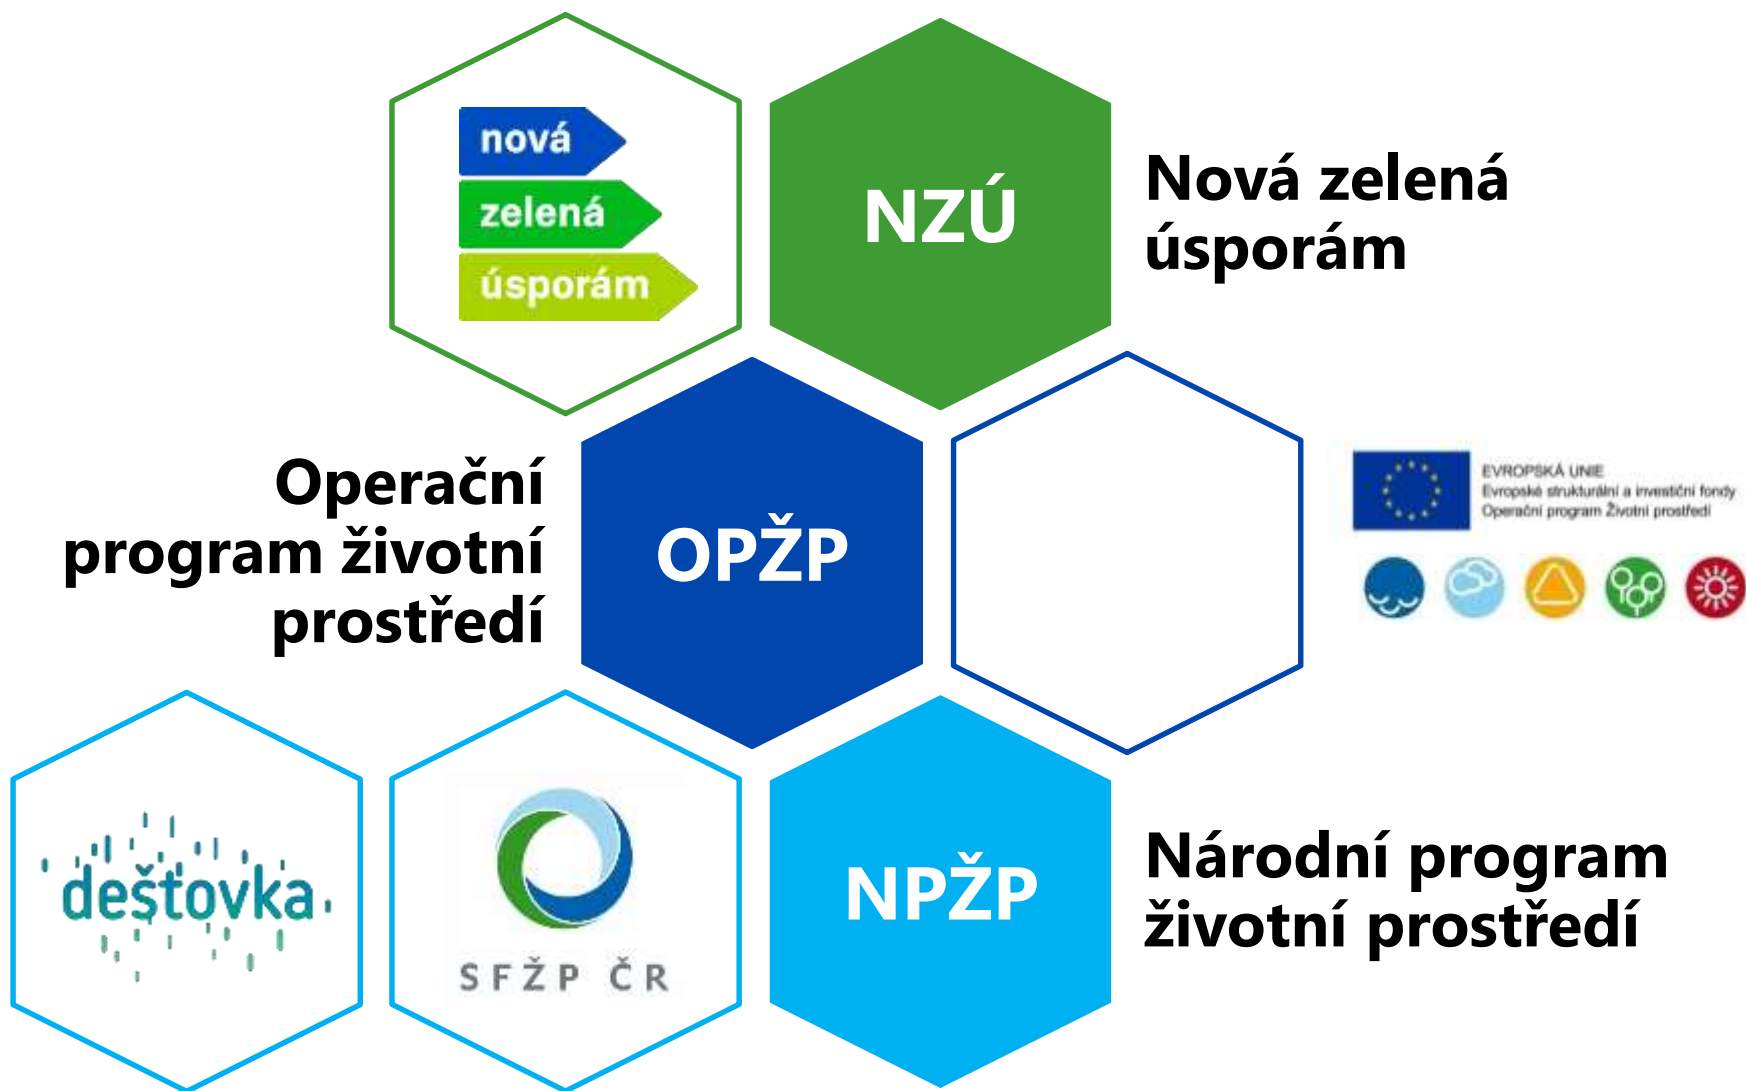 nová
zelená
úsporám
NZÚ
Nová zelená
úsporám
Operační
program životní
prostředí
OPŽP
EVROPSKÁ UNIE
Evropské strukturální a investiční fondy
Operační program Životní prostředí
dešťovka
SFŽP ČR
NPŽP
Národní program
životní prostředí